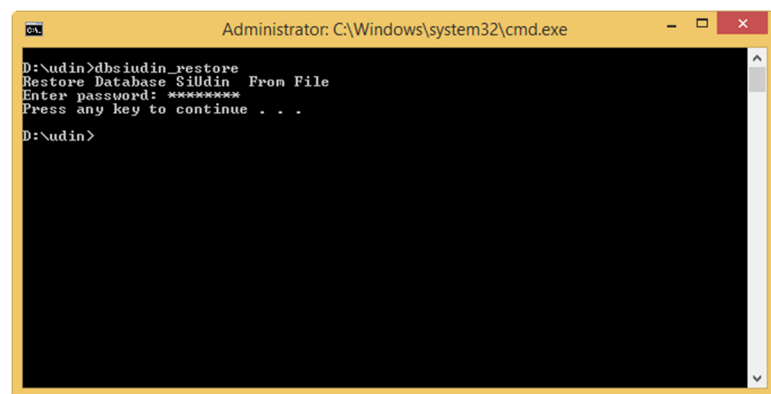 Administrator: C:\Windows\system32\cmd.exe
D:\udin>dbsiudin_restore
Restore Database SiUdin  From File
Enter password: ********
Press any key to continue . . .
D:\udin>